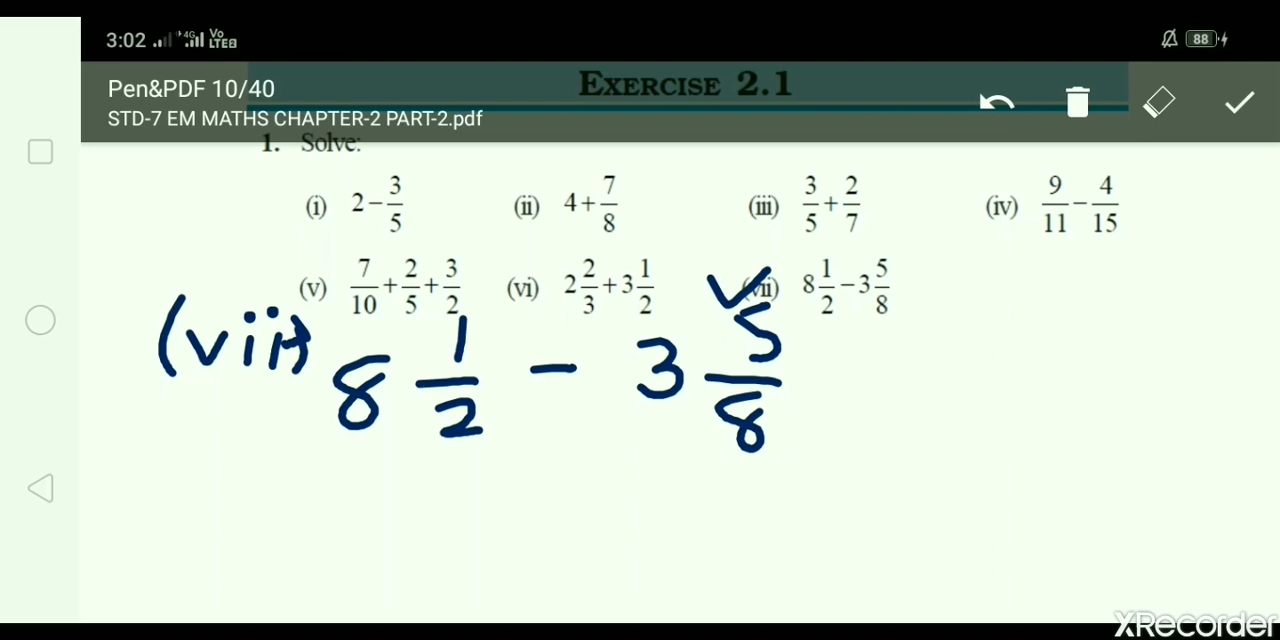 3:02 4G Vo LTE2 88
Pen&PDF 10/40
STD-7 EM MATHS CHAPTER-2 PART-2.pdf
EXERCISE 2.1
1. Solve:
(i) 2 − 3/5 (ii) 4 + 7/8 (iii) 3/5 + 2/7 (iv) 9/11 − 4/15
(v) 7/10 + 2/5 + 3/2 (vi) 2 2/3 + 3 1/2 (vii) 8 1/2 − 3 5/8
(vii) 8 1/2 − 3 5/8
XRecorder